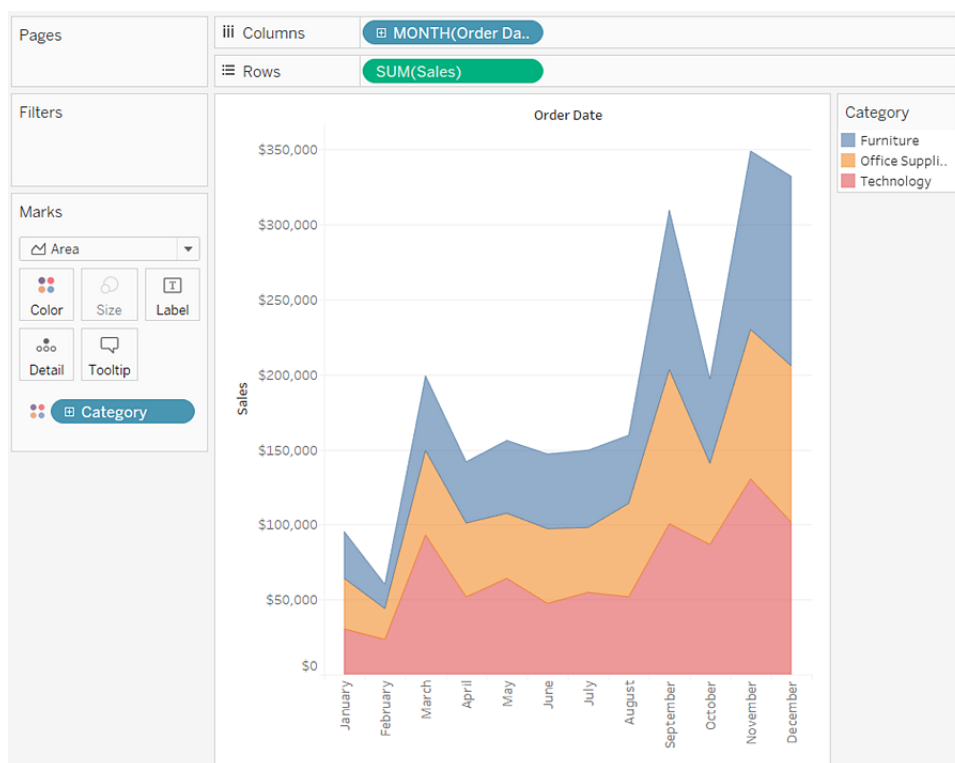 Pages
Columns
MONTH(Order Da..
Rows
SUM(Sales)
Filters
Marks
Area
Color
Size
T
Label
Detail
Tooltip
Category
Order Date
$350,000
$300,000
$250,000
$200,000
$150,000
$100,000
$50,000
$0
Sales
January
February
March
April
May
June
July
August
September
October
November
December
Category
Furniture
Office Suppli..
Technology